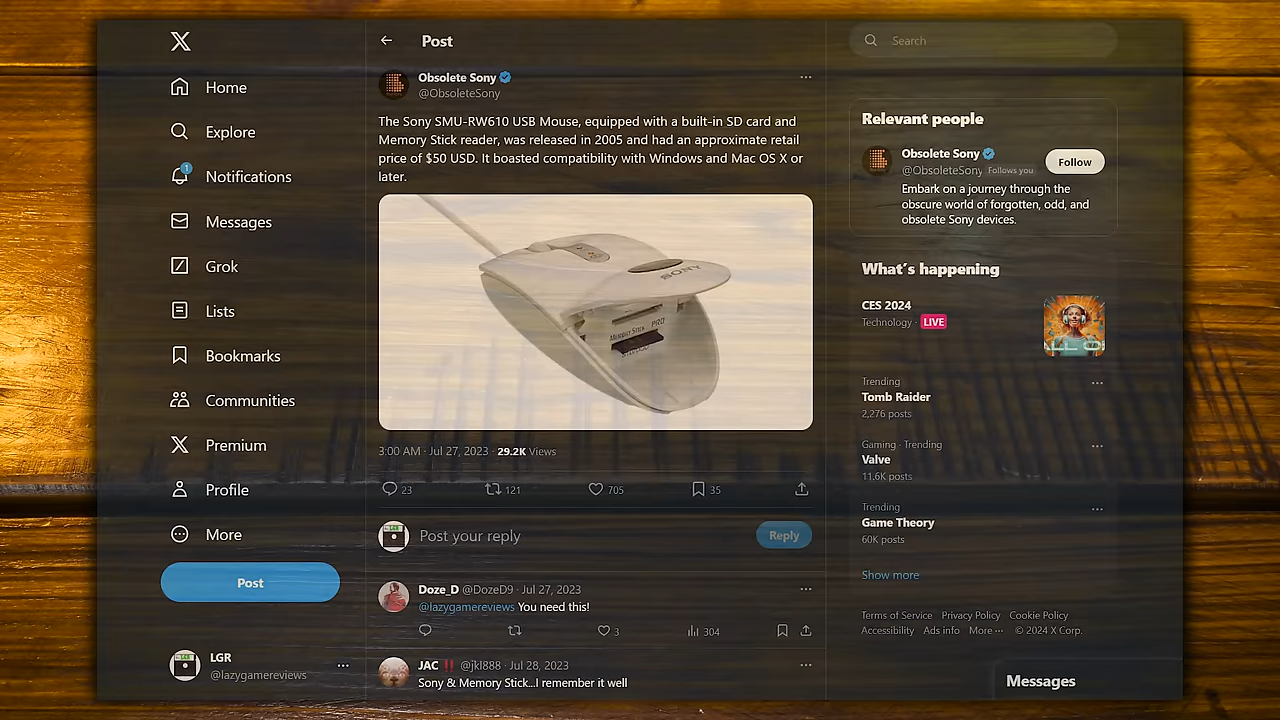 Home
Explore
1
Notifications
Messages
Grok
Lists
Bookmarks
Communities
Premium
Profile
More
Post
LGR
@lazygamereviews
Post
Obsolete Sony
@ObsoleteSony
The Sony SMU-RW610 USB Mouse, equipped with a built-in SD card and
Memory Stick reader, was released in 2005 and had an approximate retail
price of $50 USD. It boasted compatibility with Windows and Mac OS X or
later.
SONY
MEMORY STICK PRO
3:00 AM · Jul 27, 2023 · 29.2K Views
23 121 705 35
Post your reply
Reply
Doze_D @DozeD9 · Jul 27, 2023
@lazygamereviews You need this!
3 304
JAC ‼️ @jkl888 · Jul 28, 2023
Sony & Memory Stick...I remember it well
Search
Relevant people
Obsolete Sony
@ObsoleteSony Follows you
Follow
Embark on a journey through the
obscure world of forgotten, odd, and
obsolete Sony devices.
What's happening
CES 2024
Technology · LIVE
Trending
Tomb Raider
2,276 posts
Gaming · Trending
Valve
11.6K posts
Trending
Game Theory
60K posts
Show more
Terms of Service Privacy Policy Cookie Policy
Accessibility Ads info More ··· © 2024 X Corp.
Messages